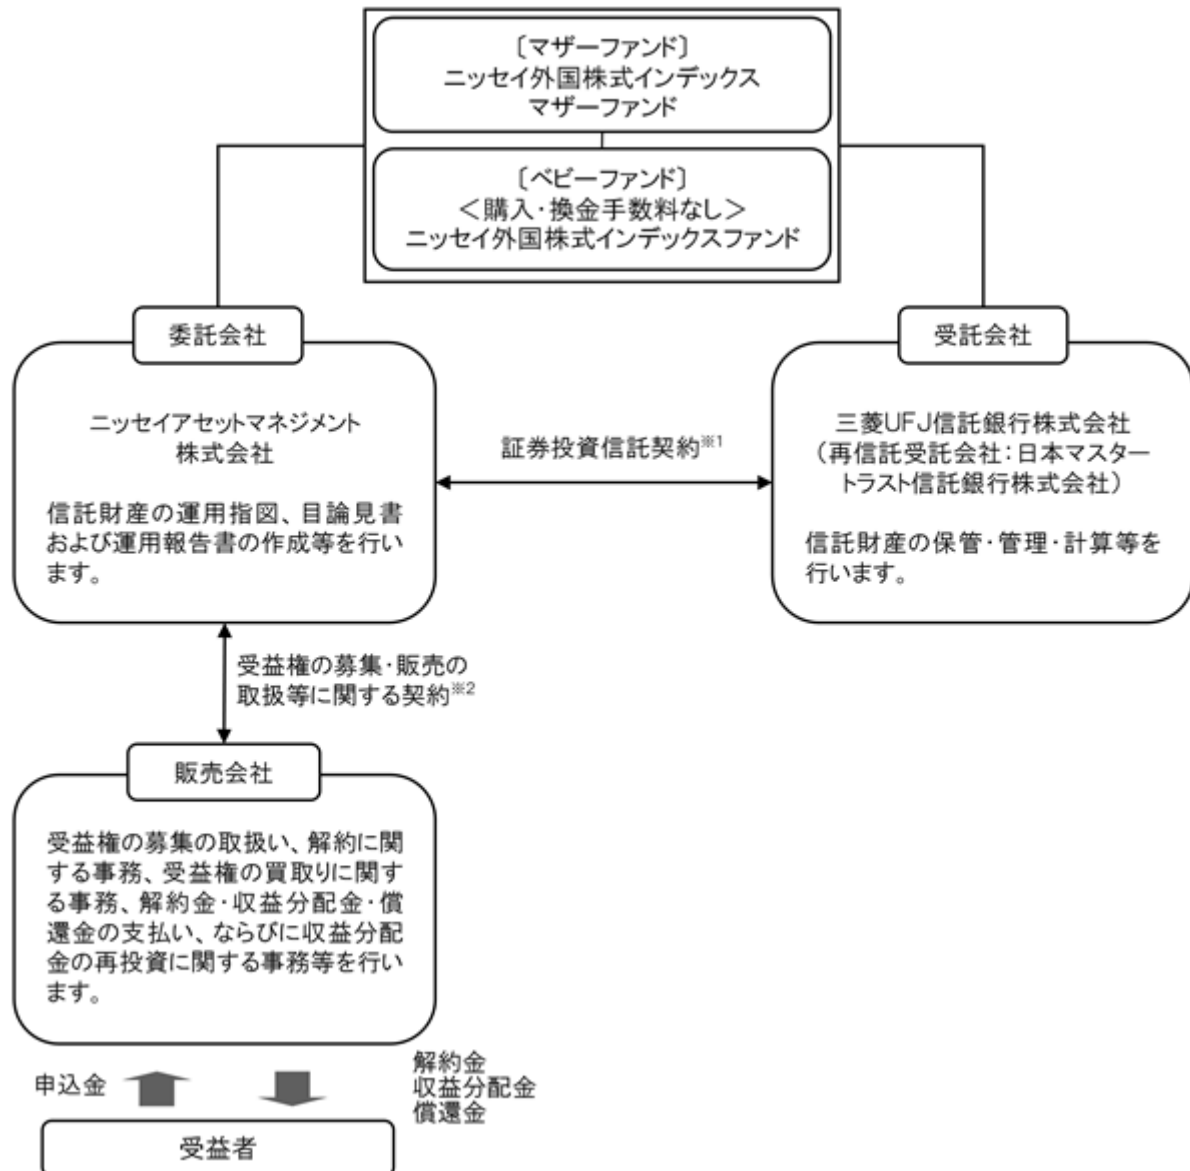 〔マザーファンド〕
ニッセイ外国株式インデックス
マザーファンド
〔ベビーファンド〕
＜購入・換金手数料なし＞
ニッセイ外国株式インデックスファンド
委託会社
ニッセイアセットマネジメント
株式会社
信託財産の運用指図、目論見書
および運用報告書の作成等を行い
ます。
証券投資信託契約※1
受託会社
三菱UFJ信託銀行株式会社
（再信託受託会社：日本マスター
トラスト信託銀行株式会社）
信託財産の保管・管理・計算等を
行います。
受益権の募集・販売の
取扱等に関する契約※2
販売会社
受益権の募集の取扱い、解約に関
する事務、受益権の買取りに関す
る事務、解約金・収益分配金・償
還金の支払い、ならびに収益分配
金の再投資に関する事務等を行い
ます。
申込金
解約金
収益分配金
償還金
受益者